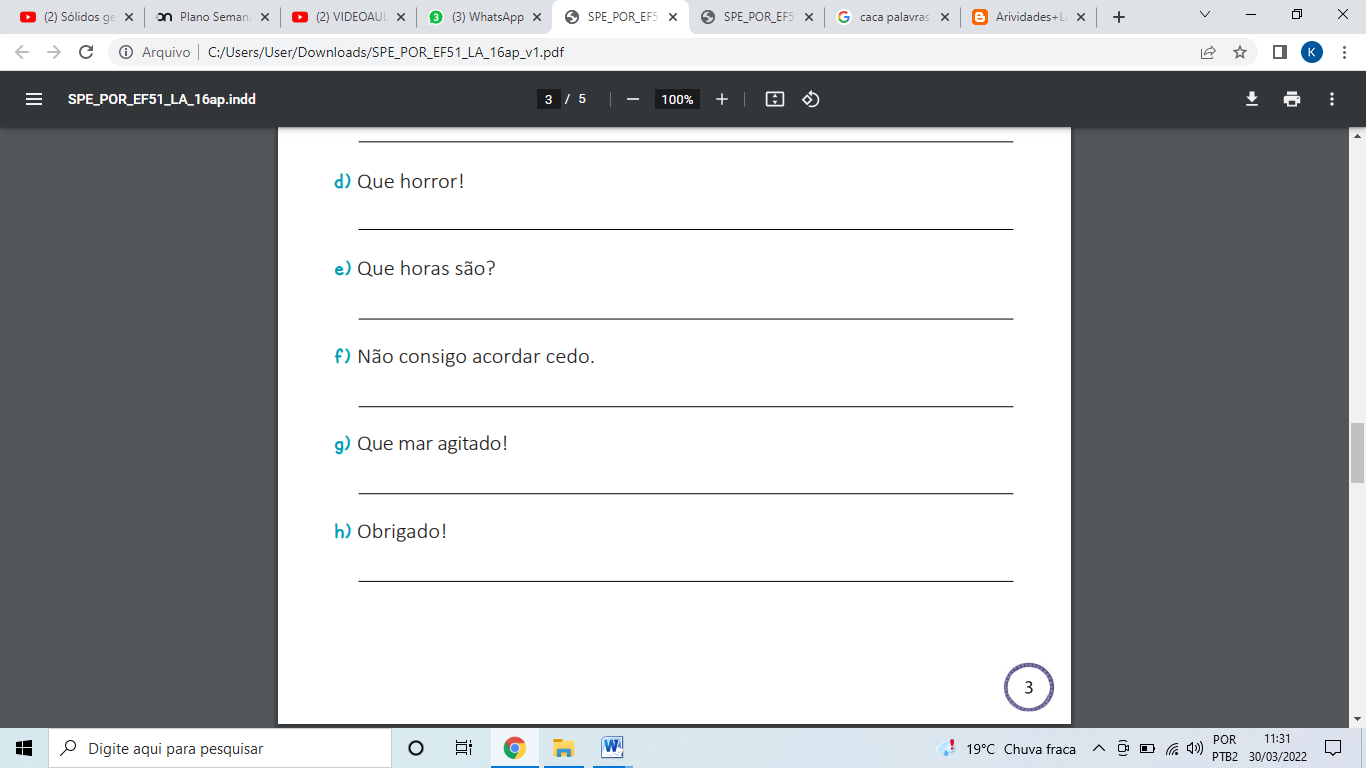 (2) Sólidos ge
Plano Seman
(2) VIDEOAUL
(3) WhatsApp
SPE_POR_EF5
SPE_POR_EF5
caca palavras
Arividades+Li
Arquivo
C:/Users/User/Downloads/SPE_POR_EF51_LA_16ap_v1.pdf
K
SPE_POR_EF51_LA_16ap.indd
3 / 5
100%
d) Que horror!
e) Que horas são?
f) Não consigo acordar cedo.
g) Que mar agitado!
h) Obrigado!
3
Digite aqui para pesquisar
19°C Chuva fraca
POR
PTB2
11:31
30/03/2022